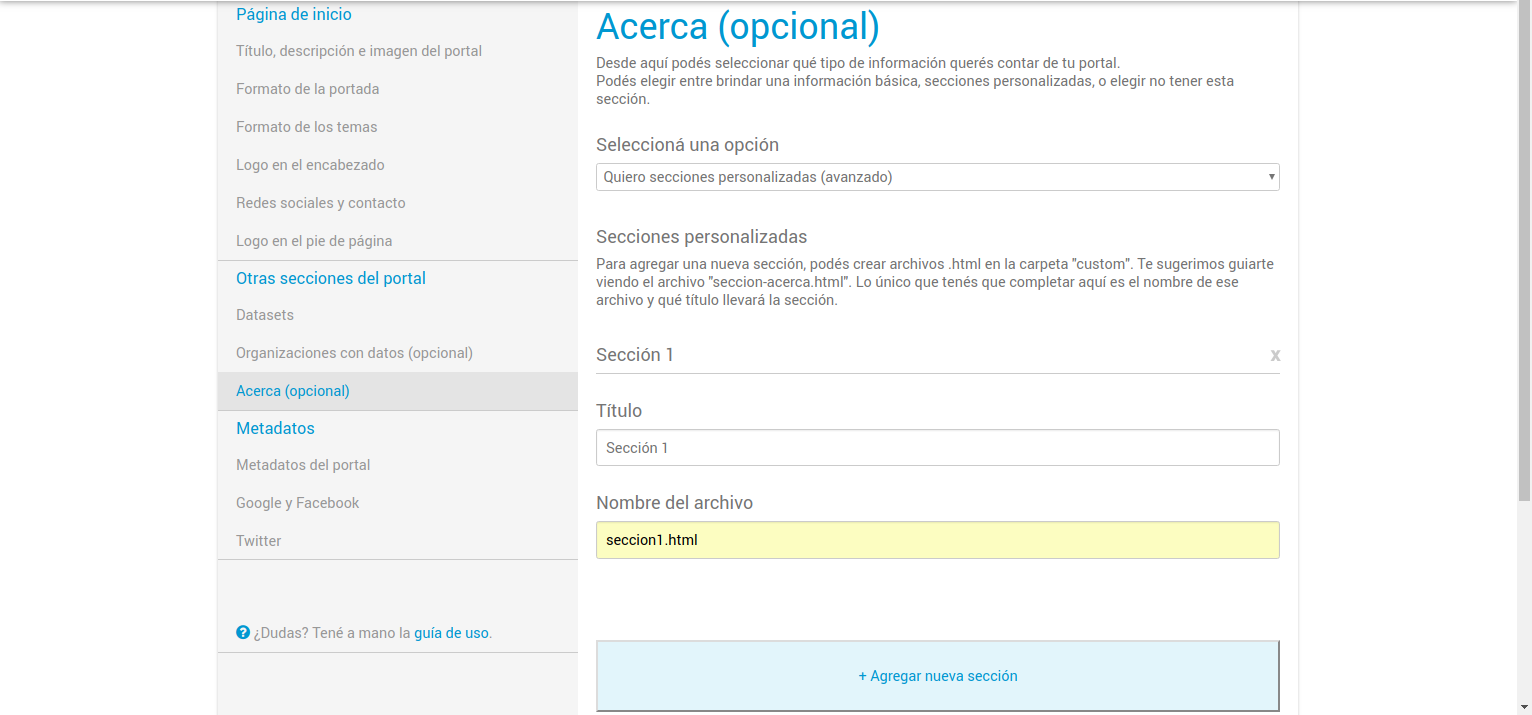 Página de inicio
Título, descripción e imagen del portal
Formato de la portada
Formato de los temas
Logo en el encabezado
Redes sociales y contacto
Logo en el pie de página
Otras secciones del portal
Datasets
Organizaciones con datos (opcional)
Acerca (opcional)
Metadatos
Metadatos del portal
Google y Facebook
Twitter
¿Dudas? Tené a mano la guía de uso.
Acerca (opcional)
Desde aquí podés seleccionar qué tipo de información querés contar de tu portal.
Podés elegir entre brindar una información básica, secciones personalizadas, o elegir no tener esta
sección.
Seleccioná una opción
Quiero secciones personalizadas (avanzado)
Secciones personalizadas
Para agregar una nueva sección, podés crear archivos .html en la carpeta "custom". Te sugerimos guiarte
viendo el archivo "seccion-acerca.html". Lo único que tenés que completar aquí es el nombre de ese
archivo y qué título llevará la sección.
Sección 1 x
Título
Sección 1
Nombre del archivo
seccion1.html
+ Agregar nueva sección